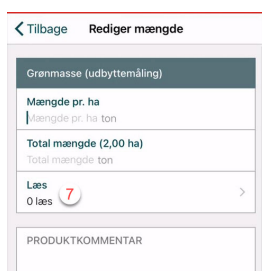 Tilbage Rediger mængde
Grønmasse (udbyttemåling)
Mængde pr. ha
Mængde pr. ha ton
Total mængde (2,00 ha)
Total mængde ton
Læs
0 læs
7
PRODUKTKOMMENTAR